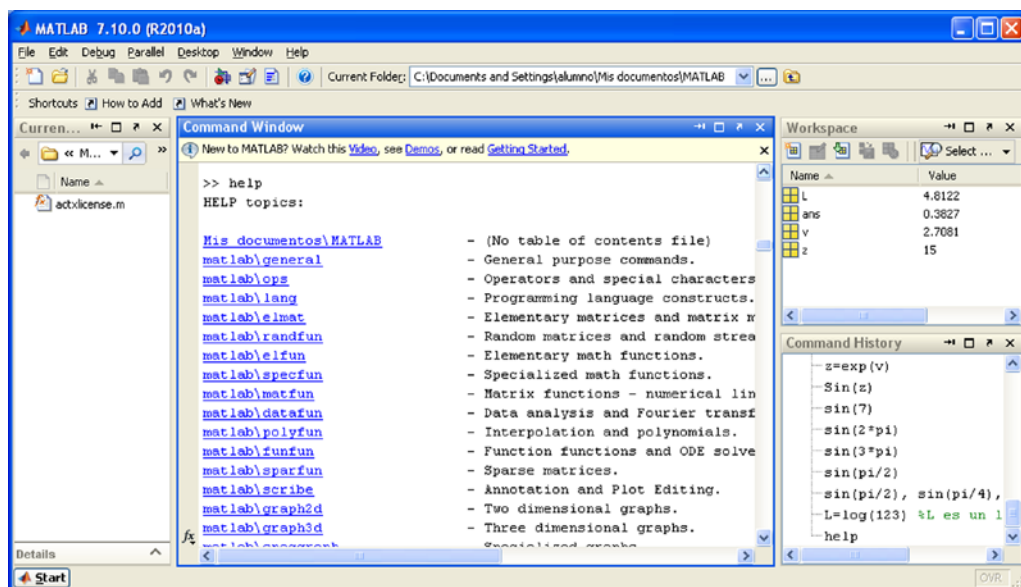 MATLAB 7.10.0 (R2010a)
File Edit Debug Parallel Desktop Window Help
Current Folder: C:\Documents and Settings\alumno\Mis documentos\MATLAB
Shortcuts How to Add What's New
Curren...
« M...
Name
actxlicense.m
Details
Command Window
New to MATLAB? Watch this Video, see Demos, or read Getting Started.
>> help
HELP topics:
Mis documentos\MATLAB - (No table of contents file)
matlab\general - General purpose commands.
matlab\ops - Operators and special characters
matlab\lang - Programming language constructs.
matlab\elmat - Elementary matrices and matrix m
matlab\randfun - Random matrices and random strea
matlab\elfun - Elementary math functions.
matlab\specfun - Specialized math functions.
matlab\matfun - Matrix functions - numerical lin
matlab\datafun - Data analysis and Fourier transf
matlab\polyfun - Interpolation and polynomials.
matlab\funfun - Function functions and ODE solve
matlab\sparfun - Sparse matrices.
matlab\scribe - Annotation and Plot Editing.
matlab\graph2d - Two dimensional graphs.
matlab\graph3d - Three dimensional graphs.
fx
Workspace
Select ...
Name Value
L 4.8122
ans 0.3827
v 2.7081
z 15
Command History
z=exp(v)
Sin(z)
sin(7)
sin(2*pi)
sin(3*pi)
sin(pi/2)
sin(pi/2), sin(pi/4),
L=log(123) %L es un l
help
Start
OVR